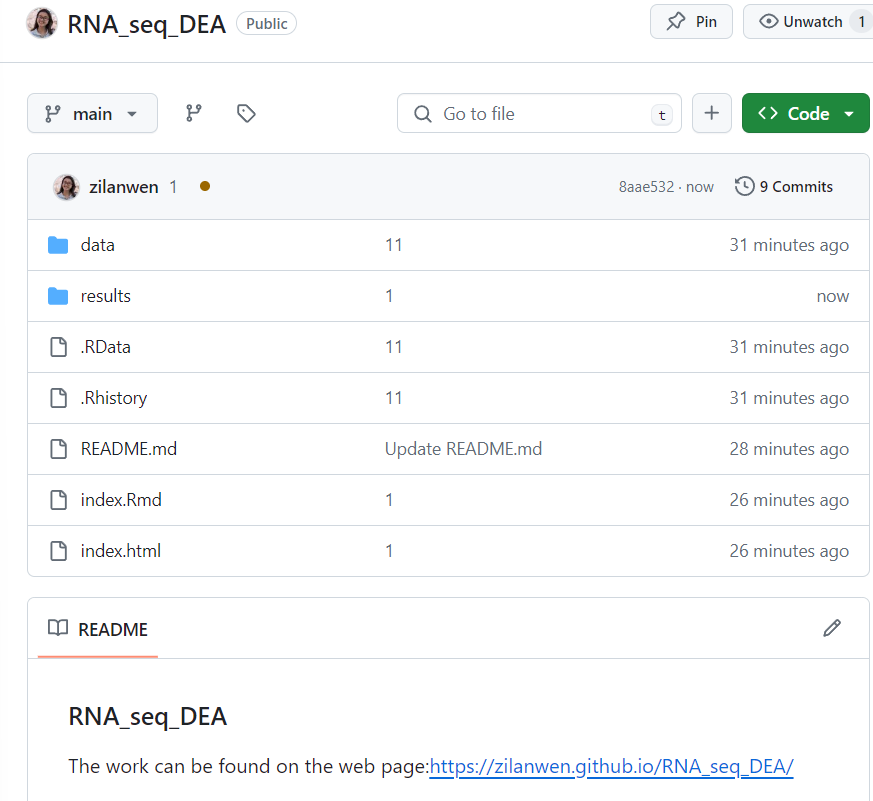 RNA_seq_DEA Public Pin Unwatch 1
main Go to file t Code
zilanwen 1 8aae532 · now 9 Commits
data 11 31 minutes ago
results 1 now
.RData 11 31 minutes ago
.Rhistory 11 31 minutes ago
README.md Update README.md 28 minutes ago
index.Rmd 1 26 minutes ago
index.html 1 26 minutes ago
README
RNA_seq_DEA
The work can be found on the web page:https://zilanwen.github.io/RNA_seq_DEA/